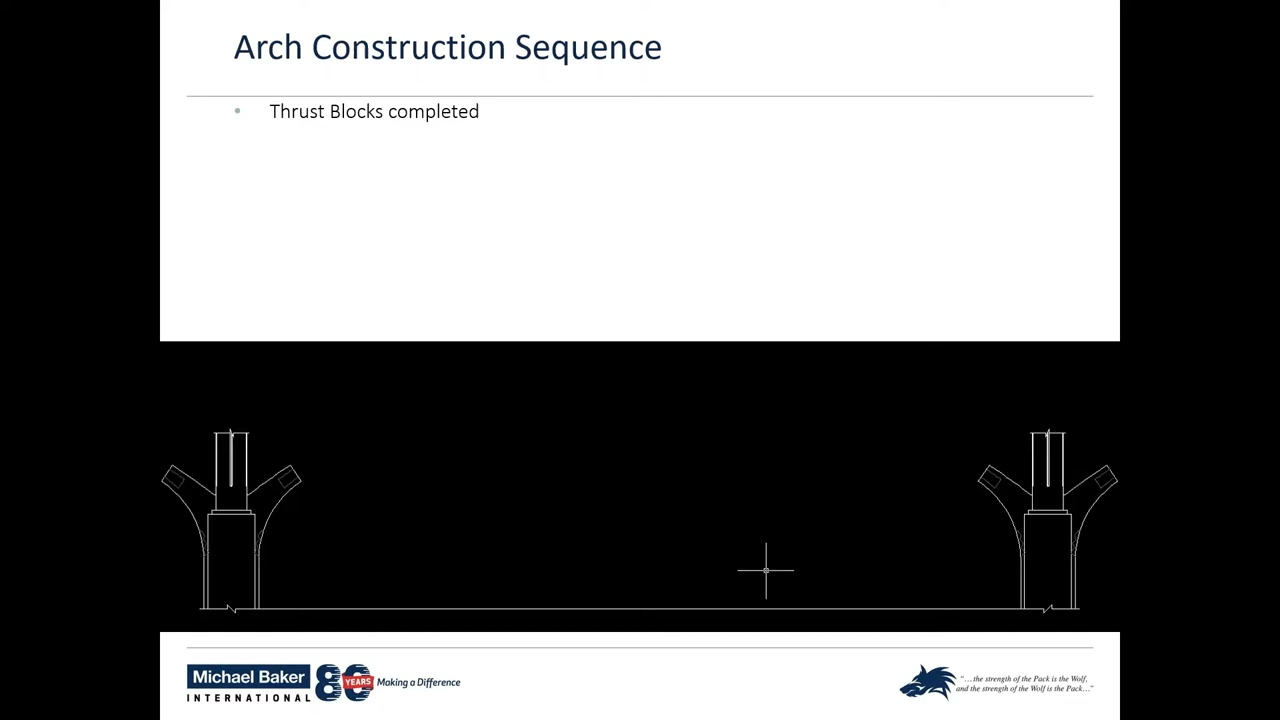 Arch Construction Sequence
• Thrust Blocks completed
Michael Baker
INTERNATIONAL
80 YEARS
Making a Difference
“…the strength of the Pack is the Wolf,
and the strength of the Wolf is the Pack…”